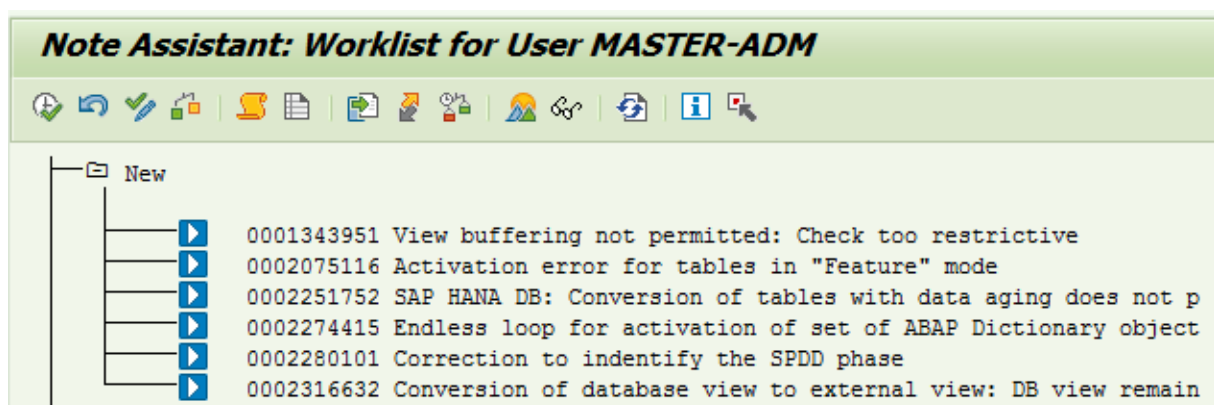 Note Assistant: Worklist for User MASTER-ADM
New
0001343951 View buffering not permitted: Check too restrictive
0002075116 Activation error for tables in "Feature" mode
0002251752 SAP HANA DB: Conversion of tables with data aging does not p
0002274415 Endless loop for activation of set of ABAP Dictionary object
0002280101 Correction to indentify the SPDD phase
0002316632 Conversion of database view to external view: DB view remain